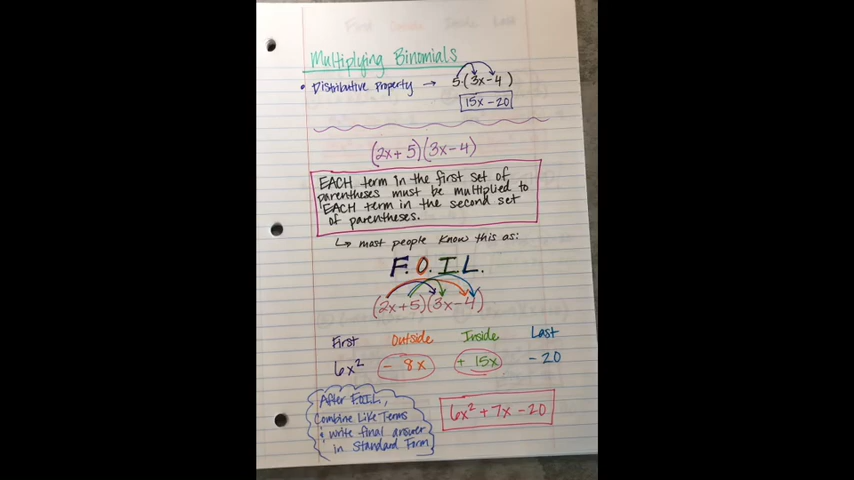 Multiplying Binomials
• Distributive Property → 5·(3x-4)
15x-20
(2x+5)(3x-4)
EACH term in the first set of
parentheses must be multiplied to
EACH term in the second set
of parentheses.
↳ most people know this as:
F.O.I.L.
(2x+5)(3x-4)
First Outside Inside Last
6x² - 8x + 15x - 20
After F.O.I.L,
Combine Like Terms
& write final answer
in Standard Form
6x² + 7x - 20